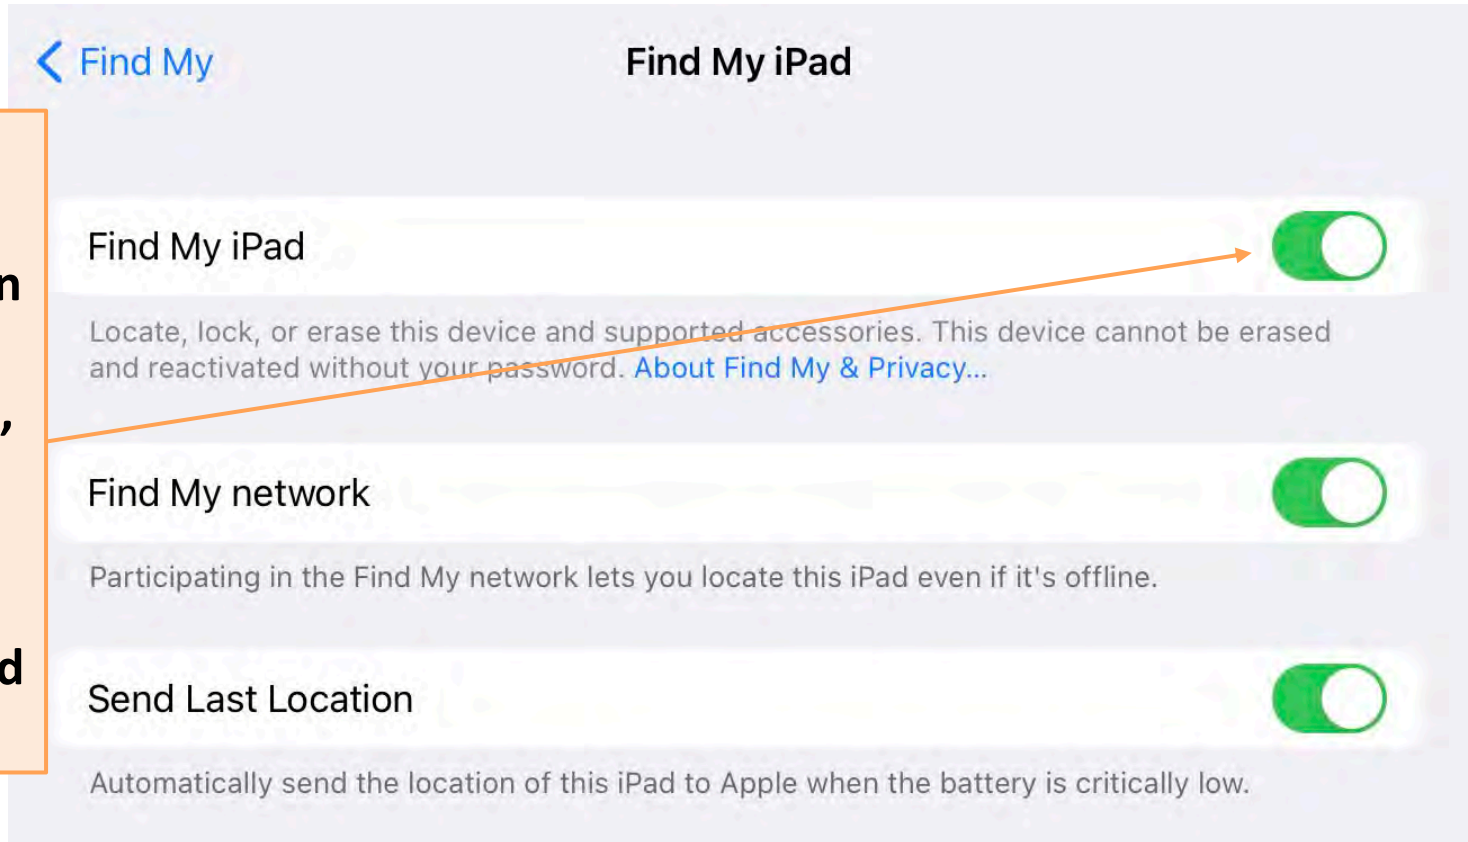 Find My
Find My iPad
Find My iPad
Locate, lock, or erase this device and supported accessories. This device cannot be erased
and reactivated without your password. About Find My & Privacy...
Find My network
Participating in the Find My network lets you locate this iPad even if it's offline.
Send Last Location
Automatically send the location of this iPad to Apple when the battery is critically low.